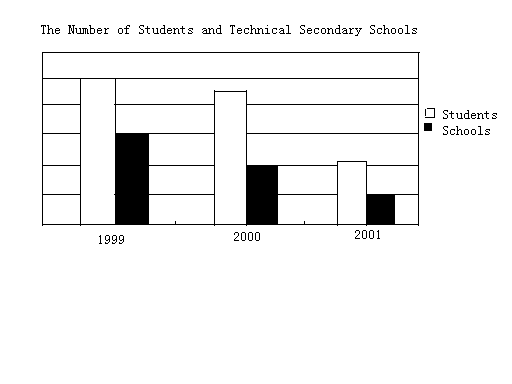 The Number of Students and Technical Secondary Schools
Students
Schools
1999
2000
2001